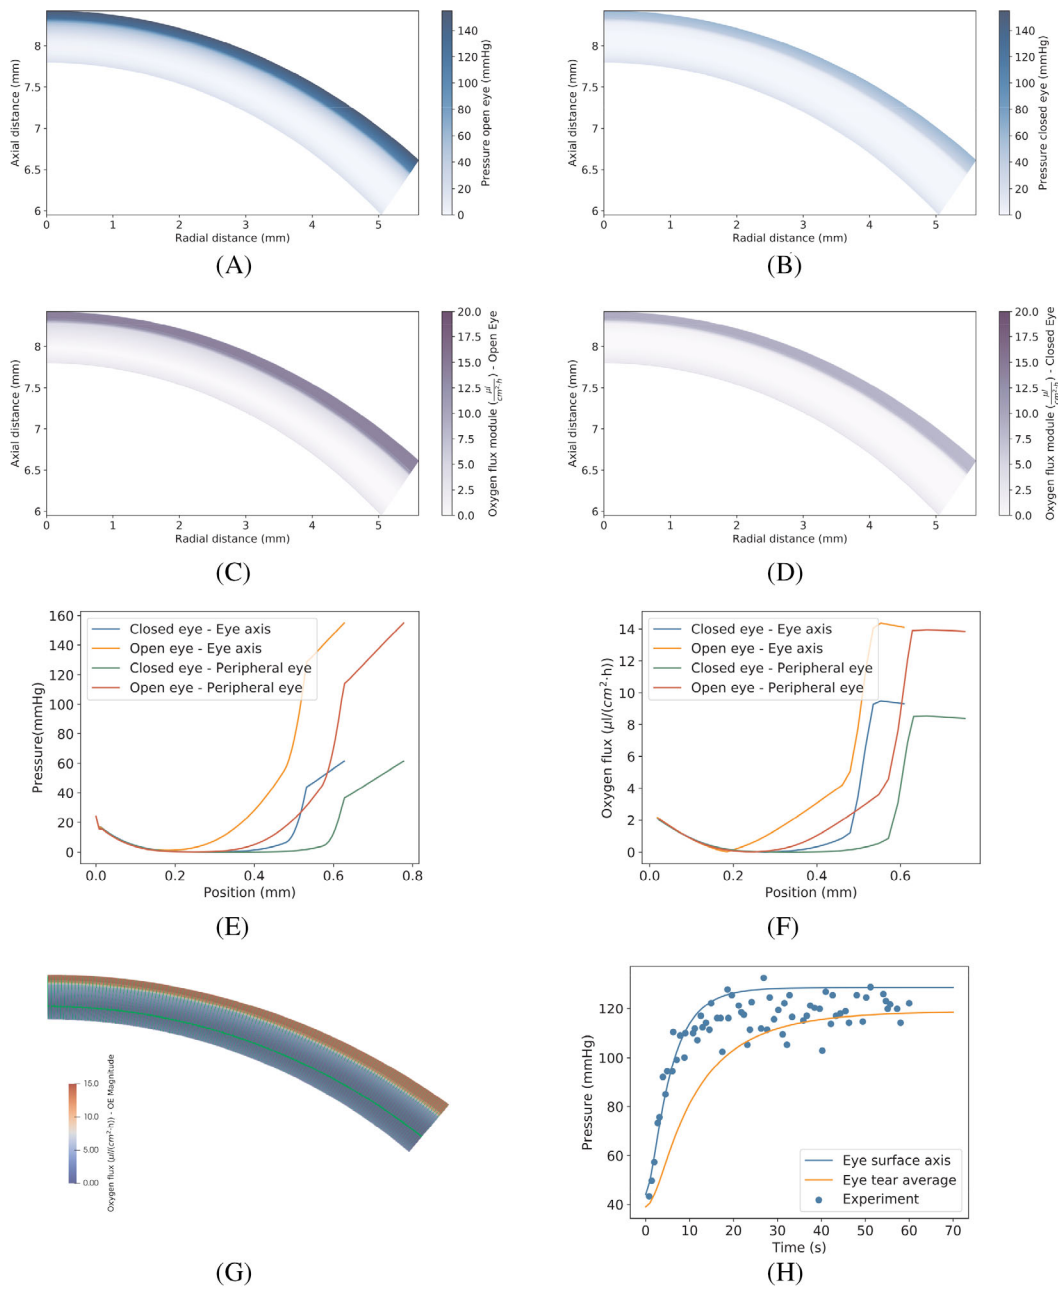 140
120
100
80
60
40
20
0
Pressure open eye (mmHg)
8
7.5
7
6.5
6
Axial distance (mm)
0 1 2 3 4 5
Radial distance (mm)
(A)
140
120
100
80
60
40
20
0
Pressure closed eye (mmHg)
8
7.5
7
6.5
6
Axial distance (mm)
0 1 2 3 4 5
Radial distance (mm)
(B)
20.0
17.5
15.0
12.5
10.0
7.5
5.0
2.5
0.0
Oxygen flux module (μl/cm²·h) - Open Eye
8
7.5
7
6.5
6
Axial distance (mm)
0 1 2 3 4 5
Radial distance (mm)
(C)
20.0
17.5
15.0
12.5
10.0
7.5
5.0
2.5
0.0
Oxygen flux module (μl/cm²·h) - Closed Eye
8
7.5
7
6.5
6
Axial distance (mm)
0 1 2 3 4 5
Radial distance (mm)
(D)
160
140
120
100
80
60
40
20
0
Pressure(mmHg)
Closed eye - Eye axis
Open eye - Eye axis
Closed eye - Peripheral eye
Open eye - Peripheral eye
0.0 0.2 0.4 0.6 0.8
Position (mm)
(E)
14
12
10
8
6
4
2
0
Oxygen flux (μl/(cm²·h))
Closed eye - Eye axis
Open eye - Eye axis
Closed eye - Peripheral eye
Open eye - Peripheral eye
0.0 0.2 0.4 0.6
Position (mm)
(F)
15.0
10.0
5.00
0.00
Oxygen flux (μl/(cm²·h)) - OE Magnitude
(G)
120
100
80
60
40
Pressure (mmHg)
Eye surface axis
Eye tear average
Experiment
0 10 20 30 40 50 60 70
Time (s)
(H)